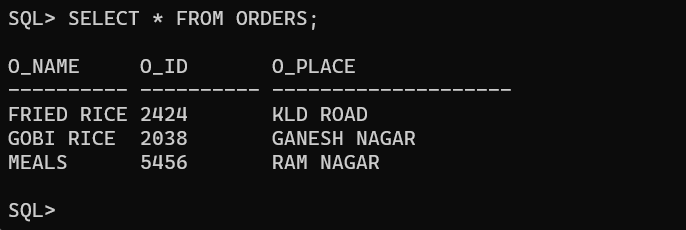 SQL> SELECT * FROM ORDERS;
O_NAME     O_ID       O_PLACE
---------- ---------- --------------------
FRIED RICE 2424       KLD ROAD
GOBI RICE  2038       GANESH NAGAR
MEALS      5456       RAM NAGAR
SQL>